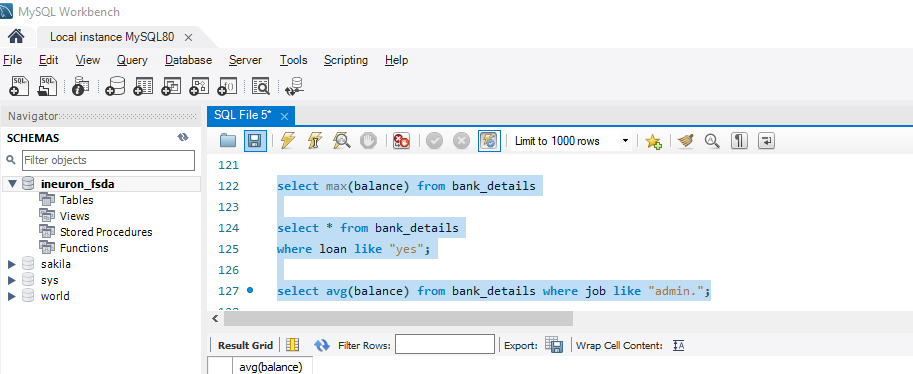 MySQL Workbench
Local instance MySQL80
File Edit View Query Database Server Tools Scripting Help
Navigator
SCHEMAS
Filter objects
ineuron_fsda
Tables
Views
Stored Procedures
Functions
sakila
sys
world
SQL File 5*
Limit to 1000 rows
121
122 select max(balance) from bank_details
123
124 select * from bank_details
125 where loan like "yes";
126
127 select avg(balance) from bank_details where job like "admin.";
Result Grid Filter Rows: Export: Wrap Cell Content:
avg(balance)